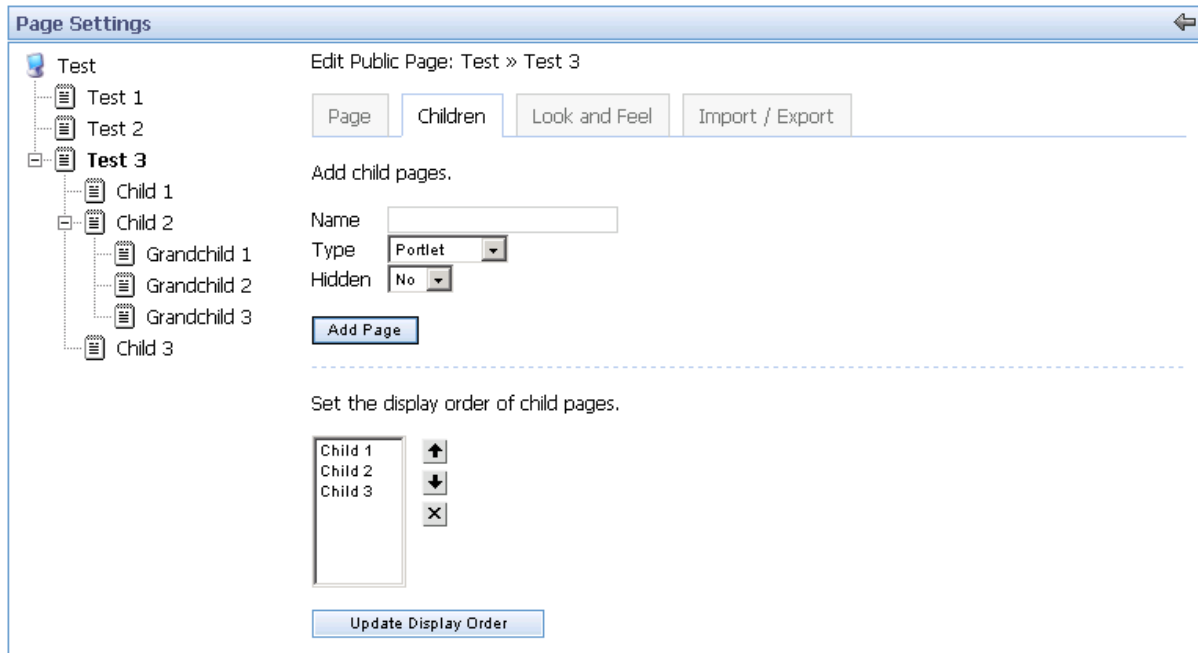 Page Settings
Test
Test 1
Test 2
Test 3
Child 1
Child 2
Grandchild 1
Grandchild 2
Grandchild 3
Child 3
Edit Public Page: Test » Test 3
Page Children Look and Feel Import / Export
Add child pages.
Name
Type Portlet
Hidden No
Add Page
Set the display order of child pages.
Child 1
Child 2
Child 3
Update Display Order